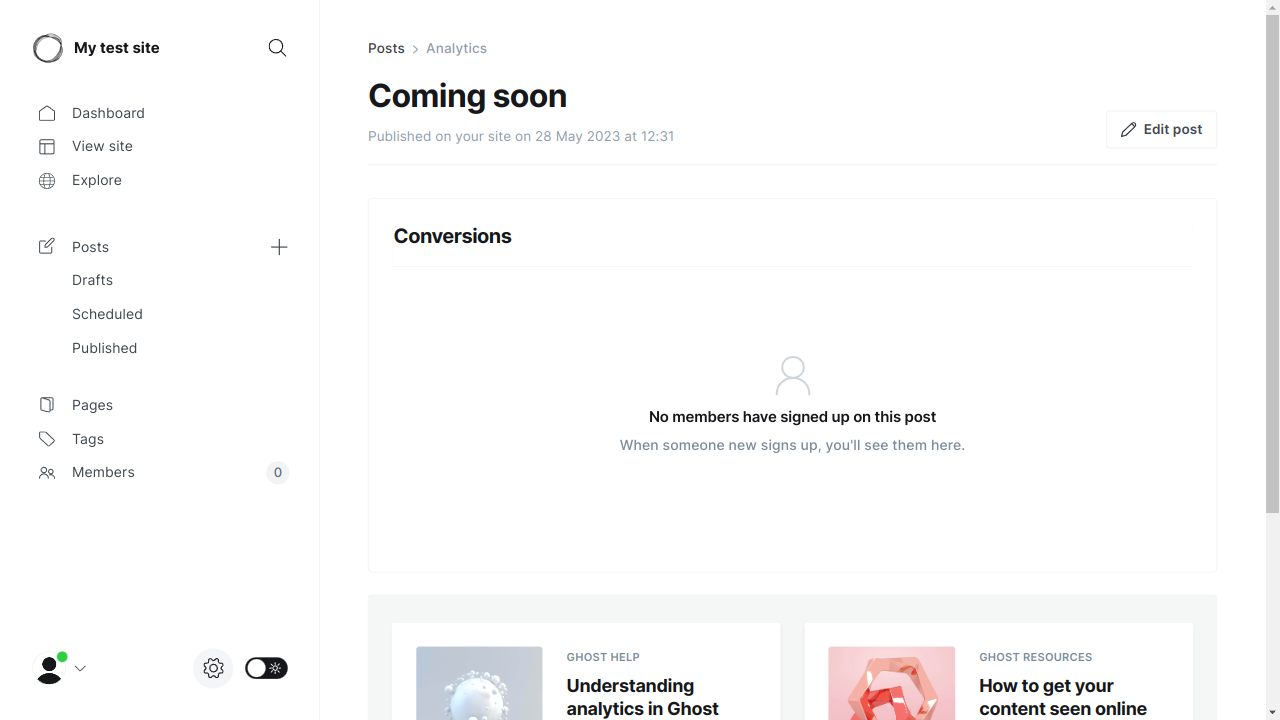 My test site
Dashboard
View site
Explore
Posts
Drafts
Scheduled
Published
Pages
Tags
Members
0
Posts
Analytics
Coming soon
Published on your site on 28 May 2023 at 12:31
Edit post
Conversions
No members have signed up on this post
When someone new signs up, you'll see them here.
GHOST HELP
Understanding
analytics in Ghost
GHOST RESOURCES
How to get your
content seen online